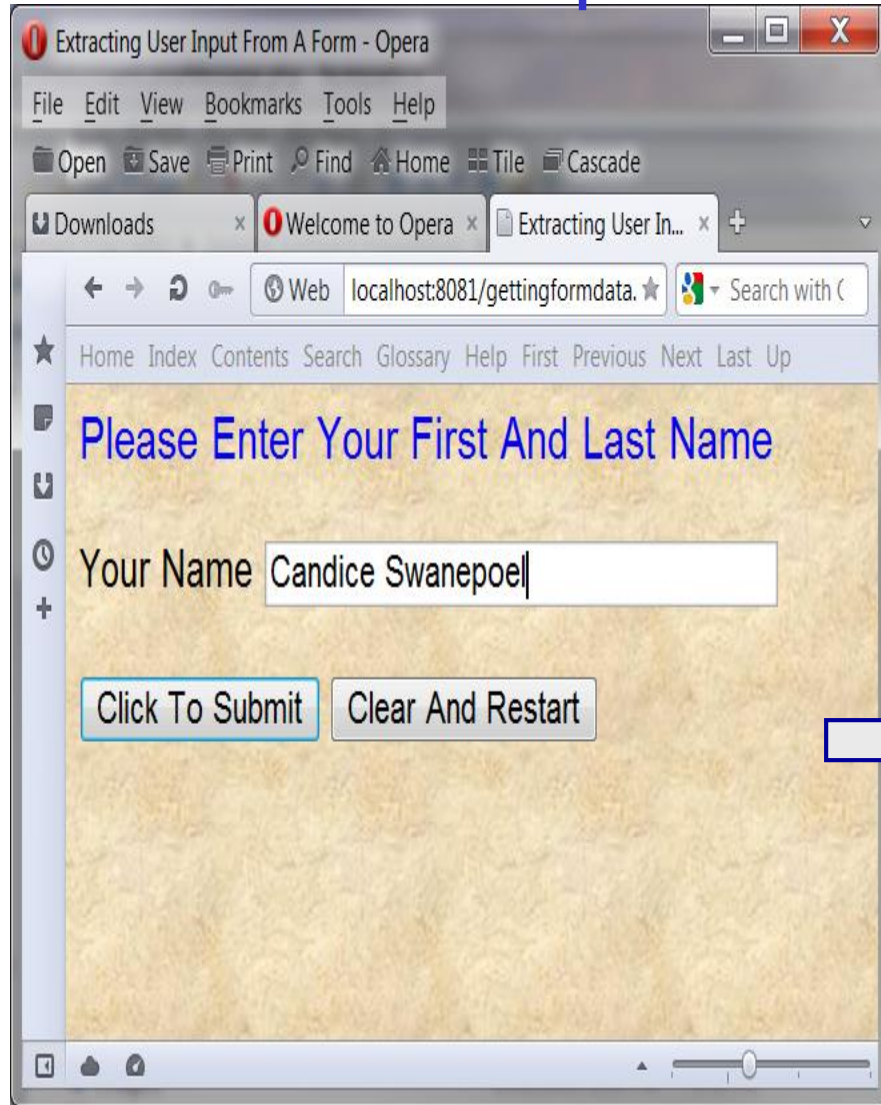 Extracting User Input From A Form - Opera
File Edit View Bookmarks Tools Help
Open Save Print Find Home Tile Cascade
Downloads Welcome to Opera Extracting User In...
Web localhost:8081/gettingformdata. Search with
Home Index Contents Search Glossary Help First Previous Next Last Up
Please Enter Your First And Last Name
Your Name Candice Swanepoel
Click To Submit Clear And Restart